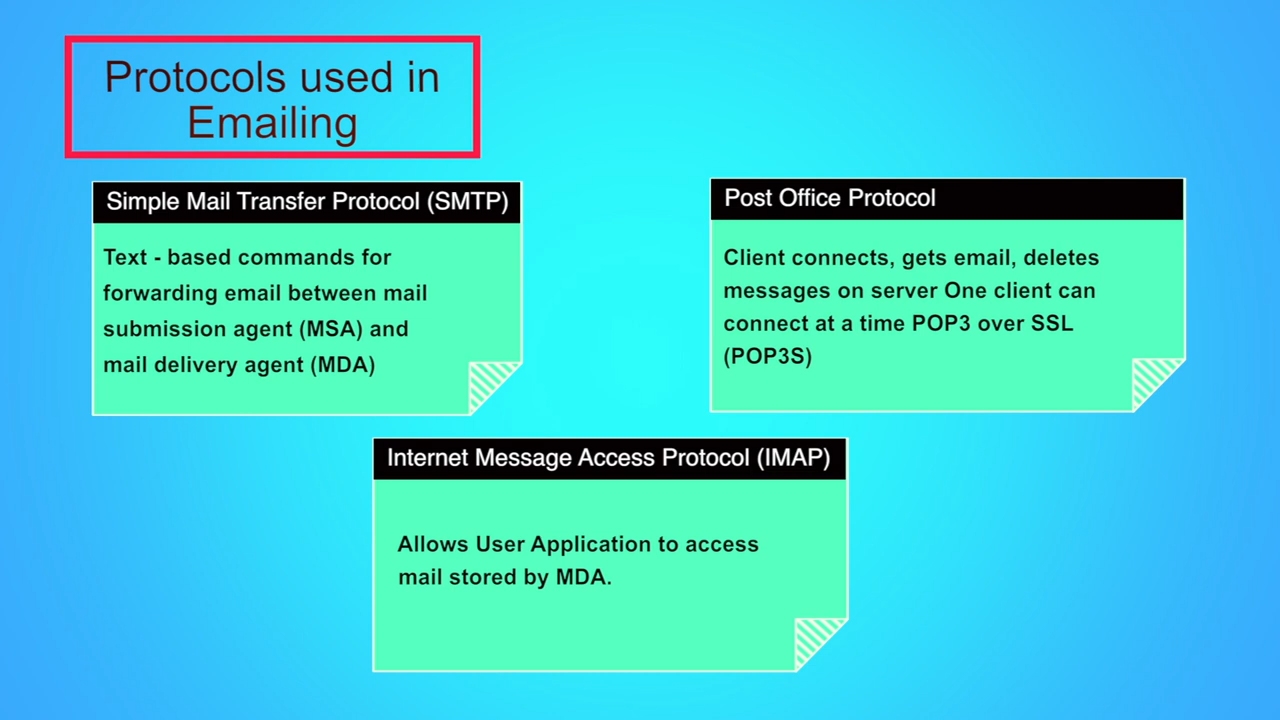 Protocols used in
Emailing
Simple Mail Transfer Protocol (SMTP)
Text - based commands for
forwarding email between mail
submission agent (MSA) and
mail delivery agent (MDA)
Post Office Protocol
Client connects, gets email, deletes
messages on server One client can
connect at a time POP3 over SSL
(POP3S)
Internet Message Access Protocol (IMAP)
Allows User Application to access
mail stored by MDA.